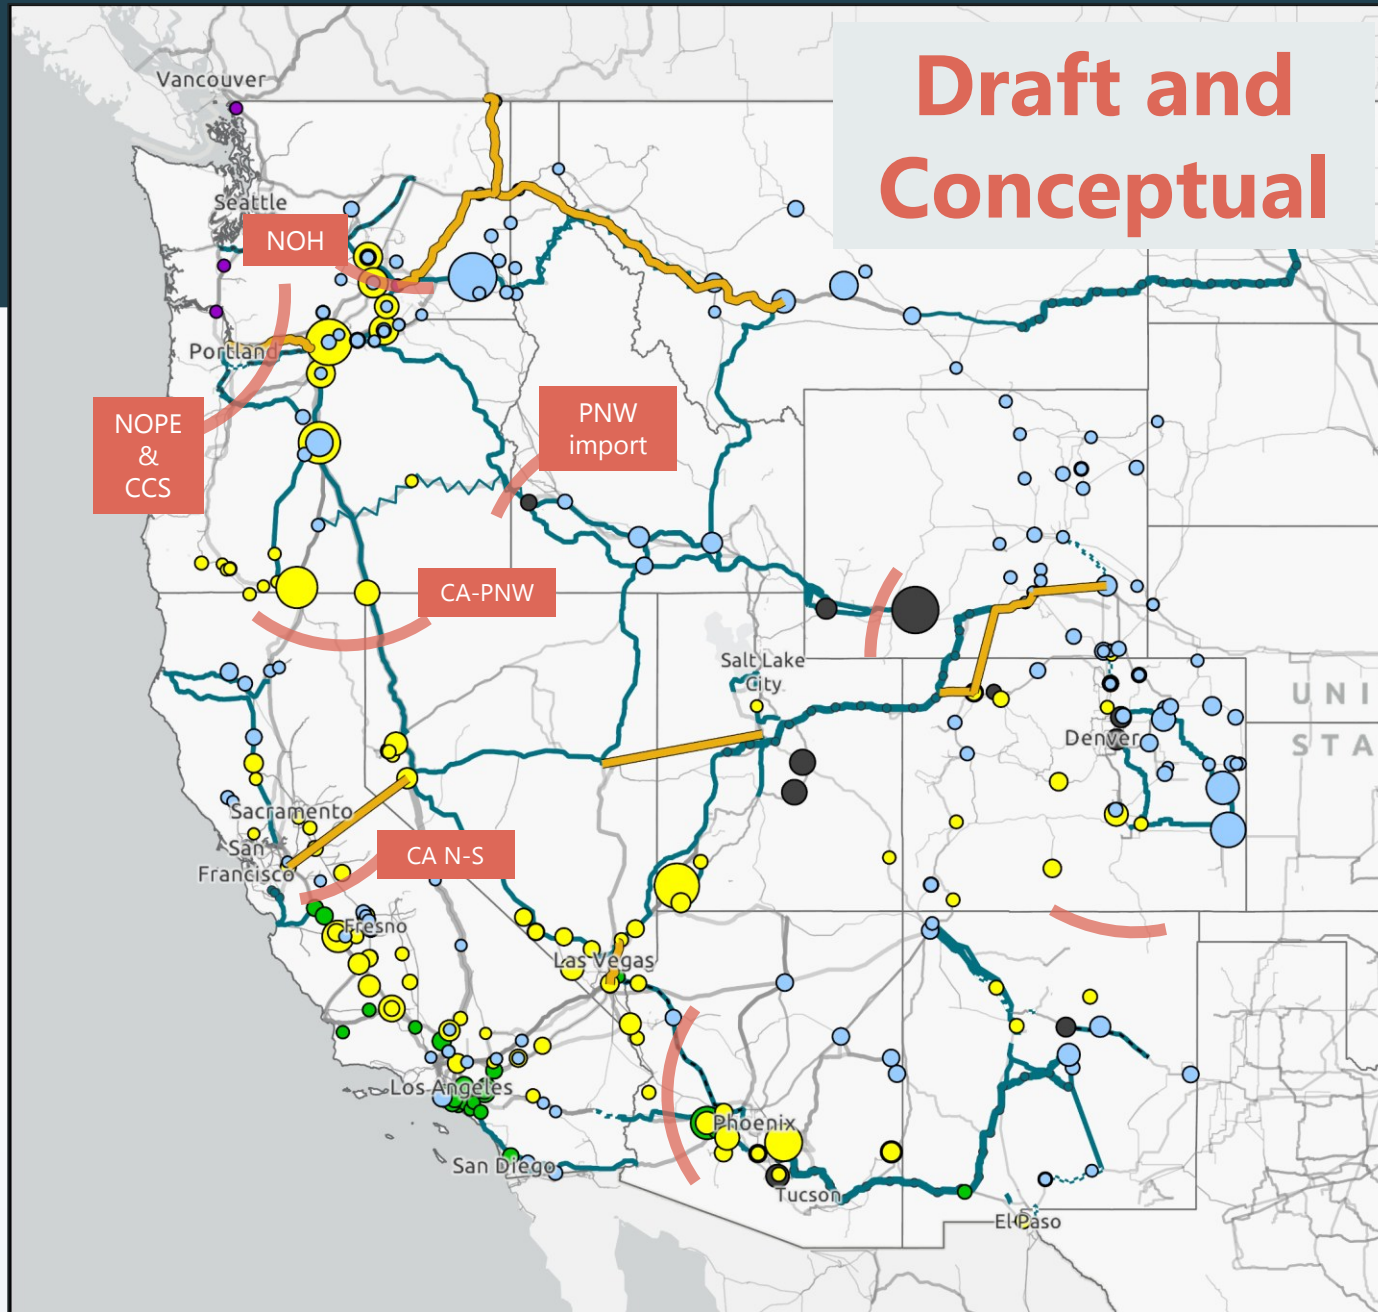 Draft and
Conceptual
Vancouver
Seattle
NOH
Portland
NOPE
&
CCS
PNW
import
CA-PNW
Salt Lake
City
UNI
STA
Denver
Sacramento
San
Francisco
CA N-S
Fresno
Las Vegas
Los Angeles
Phoenix
San Diego
Tucson
El Paso